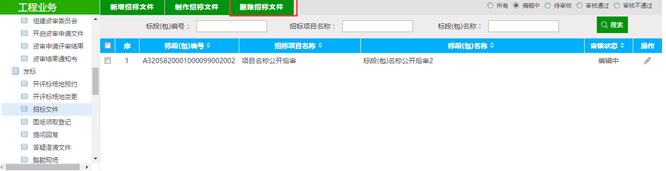 工程业务
新增招标文件 制作招标文件 删除招标文件
所有 编辑中 待审核 审核通过 审核不通过
组建资审委员会
开启资审申请文件
资审申请评审结果
资审结果通知书
发标
开评标场地预约
开评标场地变更
招标文件
图纸领取登记
提问回复
答疑澄清文件
踏勘现场
标段(包)编号： 招标项目名称： 标段(包)名称： 搜索
序 标段(包)编号 招标项目名称 标段(包)名称 审核状态 操作
1 A3205820001000099002002 项目名称公开后审 标段(包)名称公开后审2 编辑中